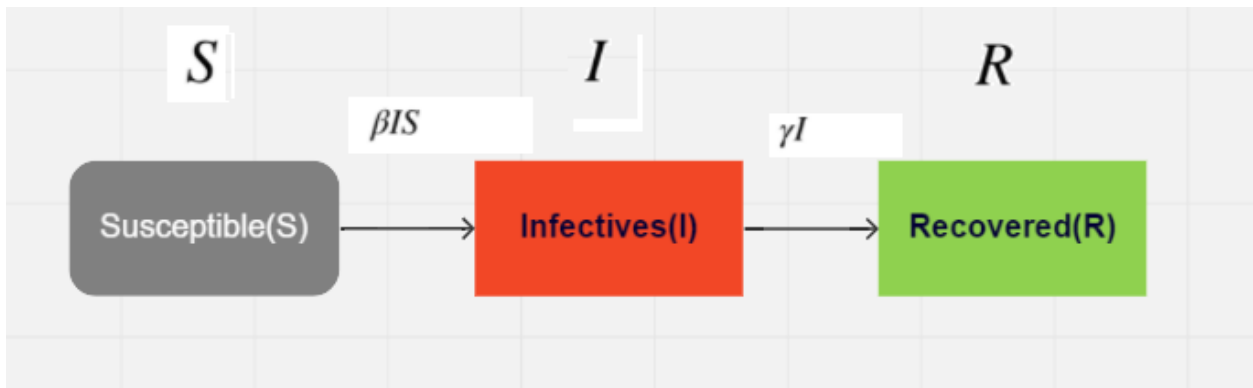 S
I
R
βIS
γI
Susceptible(S)
Infectives(I)
Recovered(R)